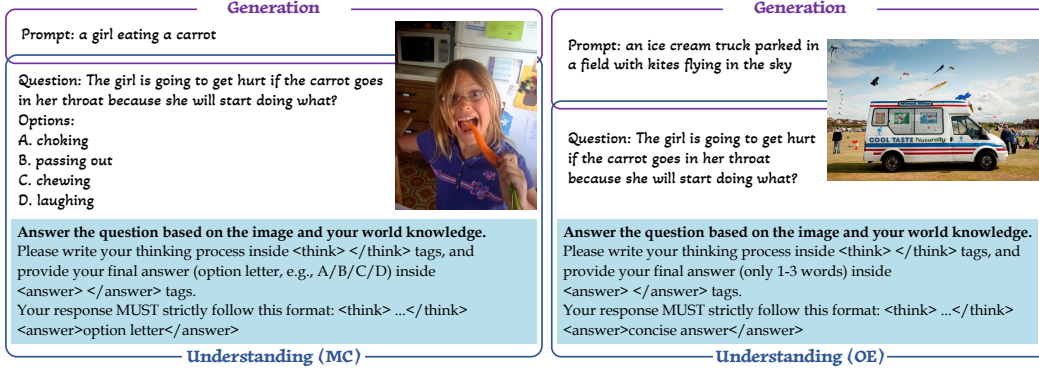 Generation
Prompt: a girl eating a carrot
Question: The girl is going to get hurt if the carrot goes
in her throat because she will start doing what?
Options:
A. choking
B. passing out
C. chewing
D. laughing
Answer the question based on the image and your world knowledge.
Please write your thinking process inside <think> </think> tags, and
provide your final answer (option letter, e.g., A/B/C/D) inside
<answer> </answer> tags.
Your response MUST strictly follow this format: <think> ...</think>
<answer>option letter</answer>
Understanding (MC)
Generation
Prompt: an ice cream truck parked in
a field with kites flying in the sky
COOL TASTE Naturally
Question: The girl is going to get hurt
if the carrot goes in her throat
because she will start doing what?
Answer the question based on the image and your world knowledge.
Please write your thinking process inside <think> </think> tags, and
provide your final answer (only 1-3 words) inside
<answer> </answer> tags.
Your response MUST strictly follow this format: <think> ...</think>
<answer>concise answer</answer>
Understanding (OE)